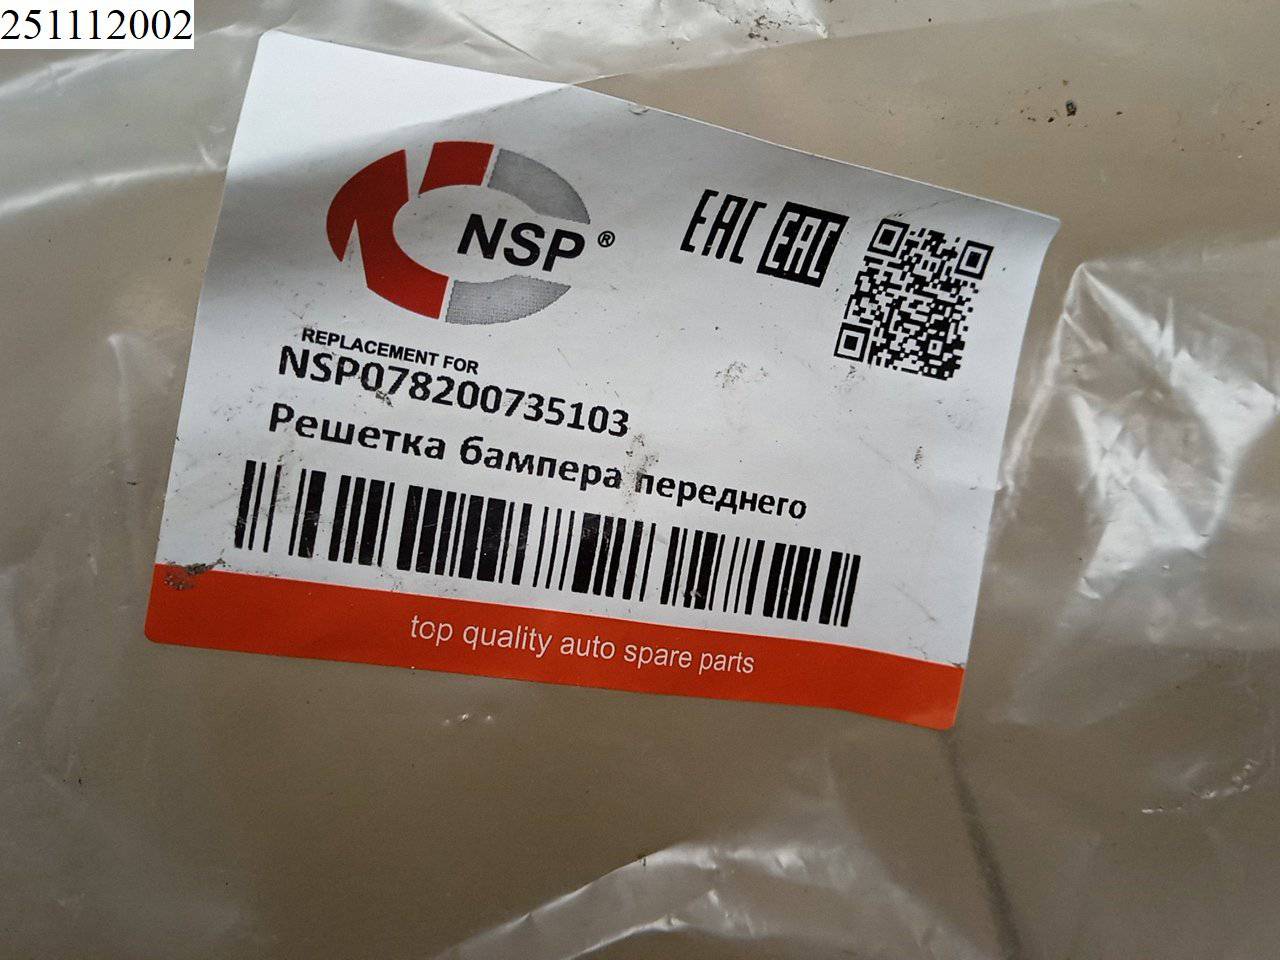 251112002
NSP®
EAC EAC
REPLACEMENT FOR
NSP078200735103
Решетка бампера переднего
top quality auto spare parts